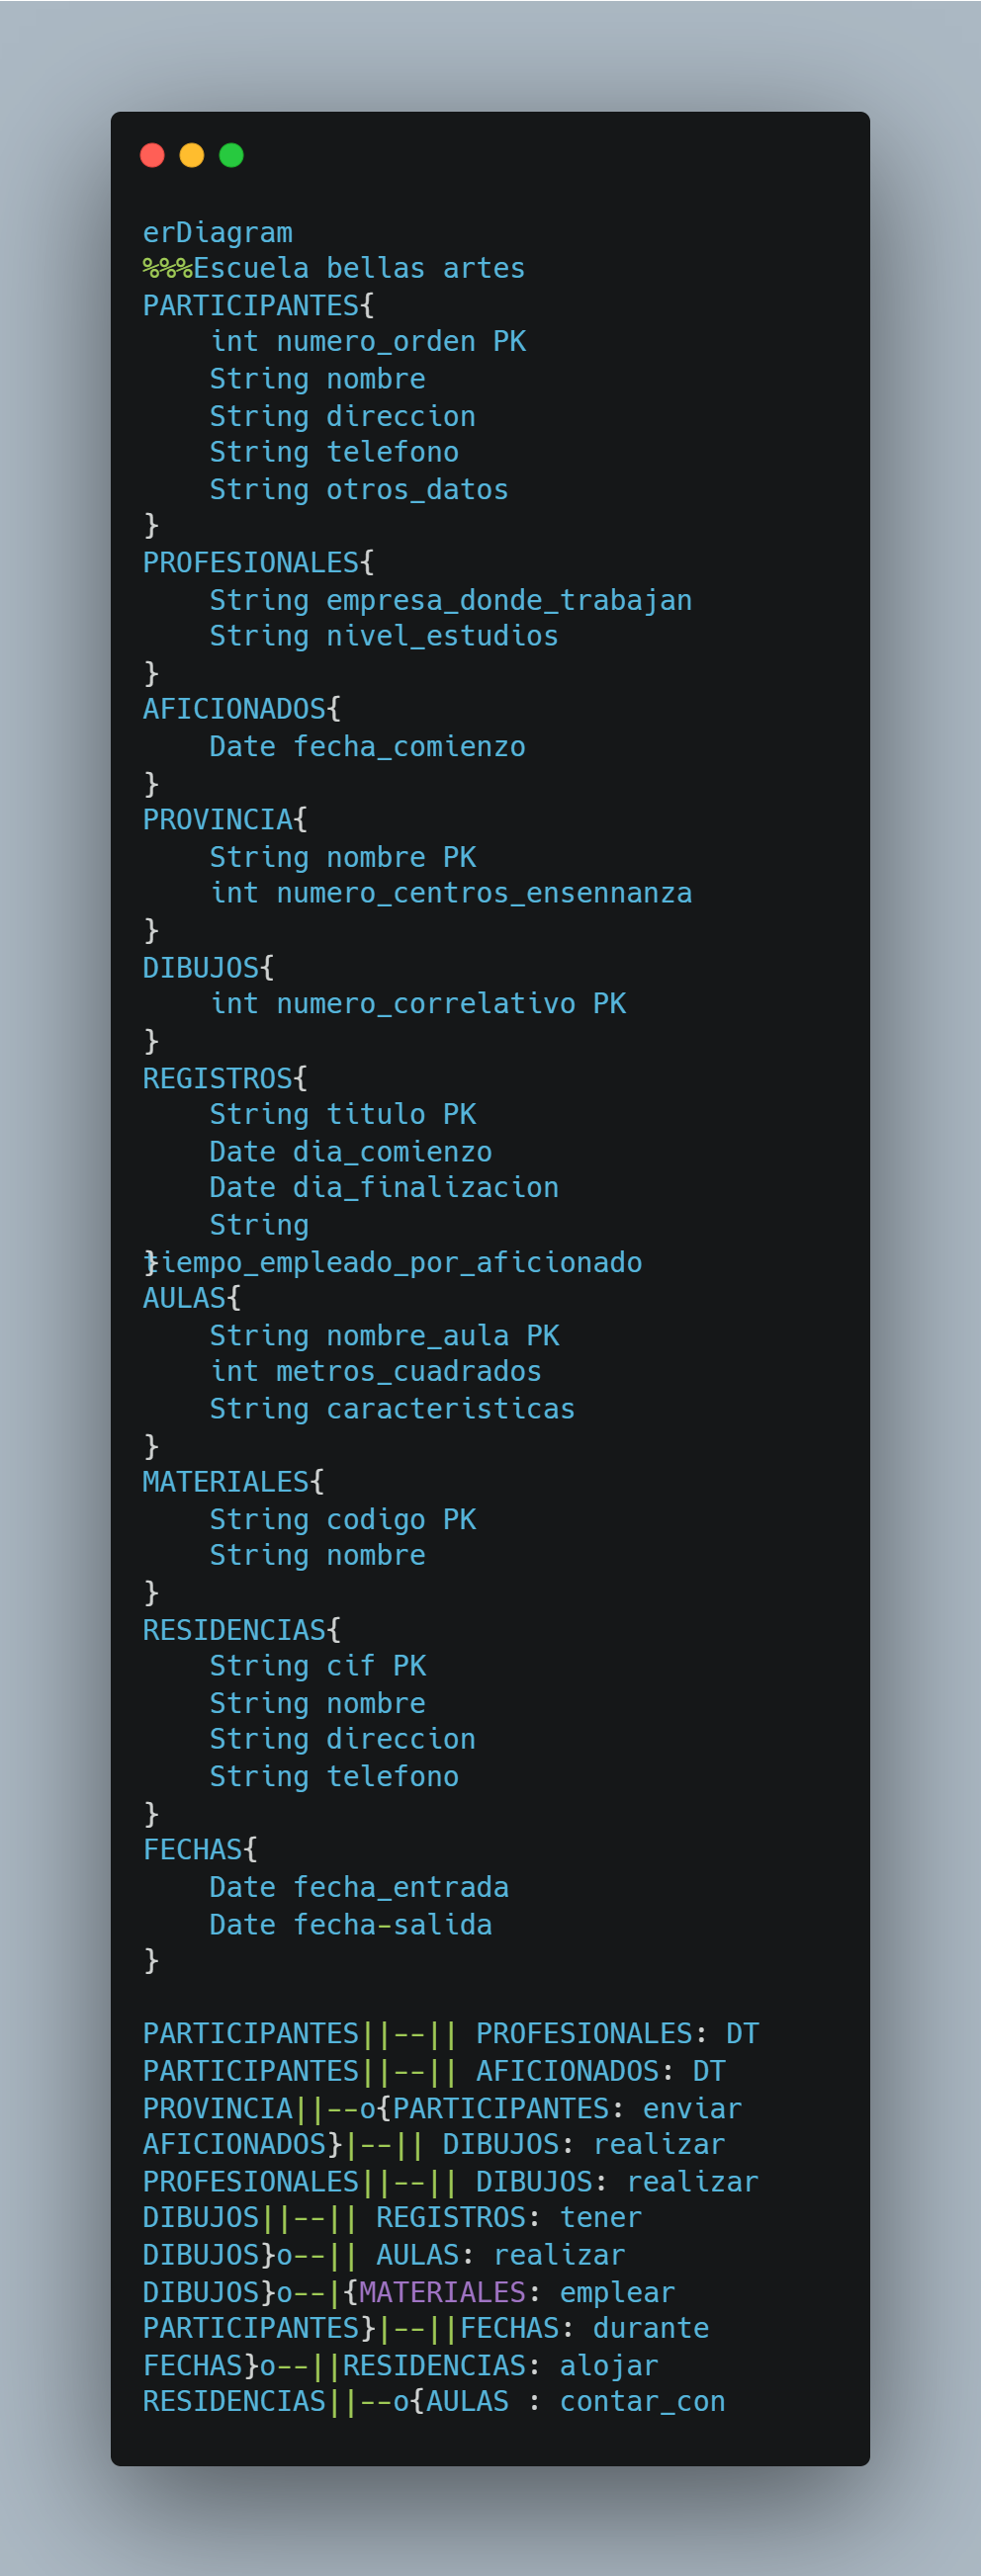 erDiagram
%%%Escuela bellas artes
PARTICIPANTES{
    int numero_orden PK
    String nombre
    String direccion
    String telefono
    String otros_datos
}
PROFESIONALES{
    String empresa_donde_trabajan
    String nivel_estudios
}
AFICIONADOS{
    Date fecha_comienzo
}
PROVINCIA{
    String nombre PK
    int numero_centros_ensennanza
}
DIBUJOS{
    int numero_correlativo PK
}
REGISTROS{
    String titulo PK
    Date dia_comienzo
    Date dia_finalizacion
    String
tiempo_empleado_por_aficionado
}
AULAS{
    String nombre_aula PK
    int metros_cuadrados
    String caracteristicas
}
MATERIALES{
    String codigo PK
    String nombre
}
RESIDENCIAS{
    String cif PK
    String nombre
    String direccion
    String telefono
}
FECHAS{
    Date fecha_entrada
    Date fecha-salida
}

PARTICIPANTES||--|| PROFESIONALES: DT
PARTICIPANTES||--|| AFICIONADOS: DT
PROVINCIA||--o{PARTICIPANTES: enviar
AFICIONADOS}|--|| DIBUJOS: realizar
PROFESIONALES||--|| DIBUJOS: realizar
DIBUJOS||--|| REGISTROS: tener
DIBUJOS}o--|| AULAS: realizar
DIBUJOS}o--|{MATERIALES: emplear
PARTICIPANTES}|--||FECHAS: durante
FECHAS}o--||RESIDENCIAS: alojar
RESIDENCIAS||--o{AULAS : contar_con